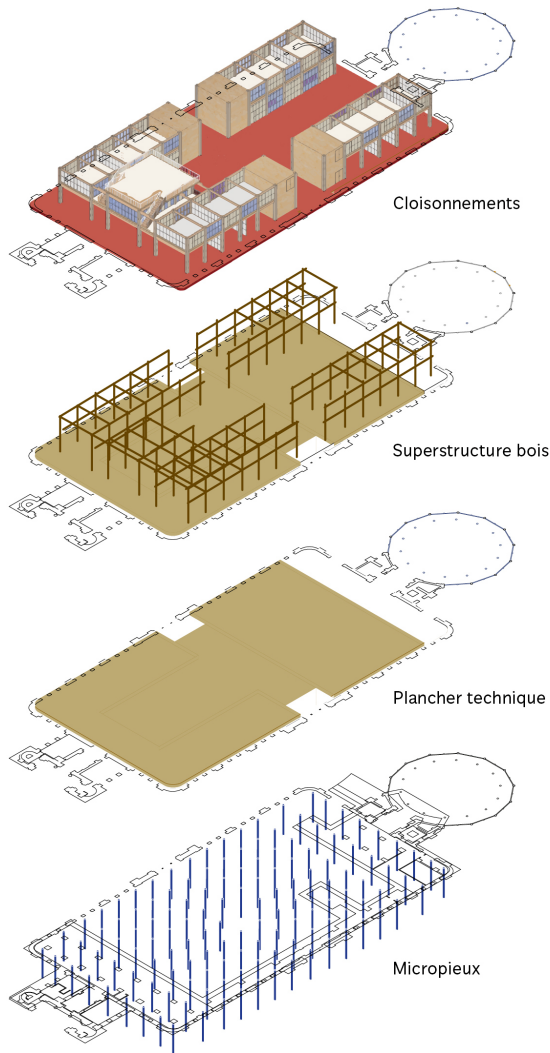 Cloisonnements
Superstructure bois
Plancher technique
Micropieux